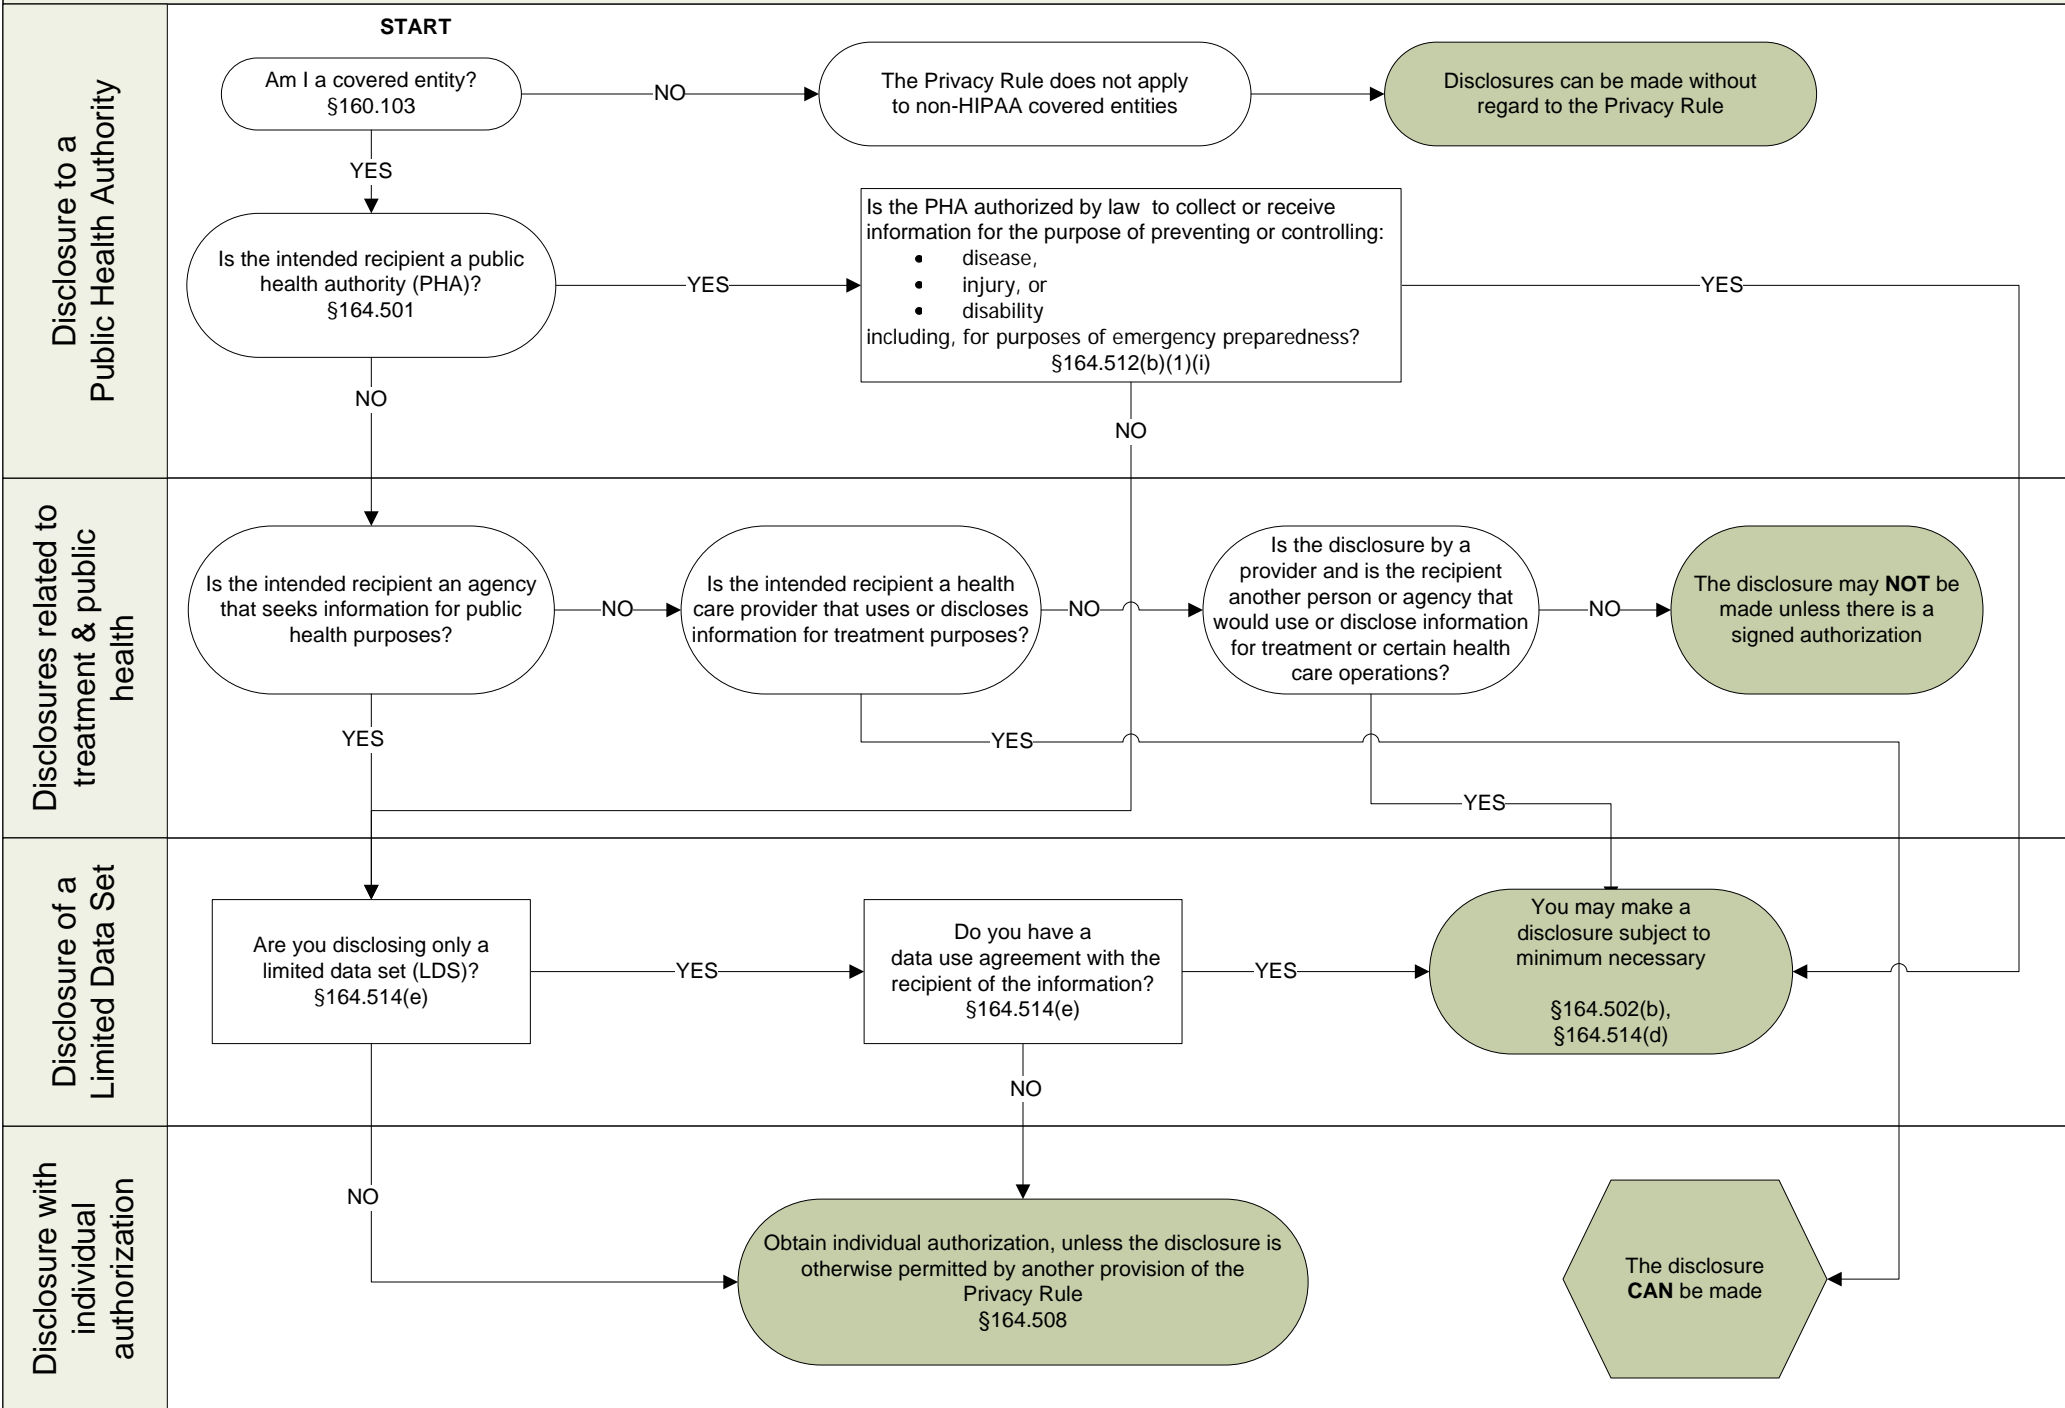 START
Am I a covered entity?
§160.103
NO
The Privacy Rule does not apply
to non-HIPAA covered entities
Disclosures can be made without
regard to the Privacy Rule
YES
Disclosure to a
Public Health Authority
Is the intended recipient a public
health authority (PHA)?
§164.501
YES
Is the PHA authorized by law to collect or receive
information for the purpose of preventing or controlling:
• disease,
• injury, or
• disability
including, for purposes of emergency preparedness?
§164.512(b)(1)(i)
YES
NO
NO
Disclosures related to
treatment & public
health
Is the intended recipient an agency
that seeks information for public
health purposes?
NO
Is the intended recipient a health
care provider that uses or discloses
information for treatment purposes?
NO
Is the disclosure by a
provider and is the recipient
another person or agency that
would use or disclose information
for treatment or certain health
care operations?
NO
The disclosure may NOT be
made unless there is a
signed authorization
YES
YES
YES
Disclosure of a
Limited Data Set
Are you disclosing only a
limited data set (LDS)?
§164.514(e)
YES
Do you have a
data use agreement with the
recipient of the information?
§164.514(e)
YES
You may make a
disclosure subject to
minimum necessary
§164.502(b),
§164.514(d)
NO
NO
Disclosure with
individual
authorization
Obtain individual authorization, unless the disclosure is
otherwise permitted by another provision of the
Privacy Rule
§164.508
The disclosure
CAN be made